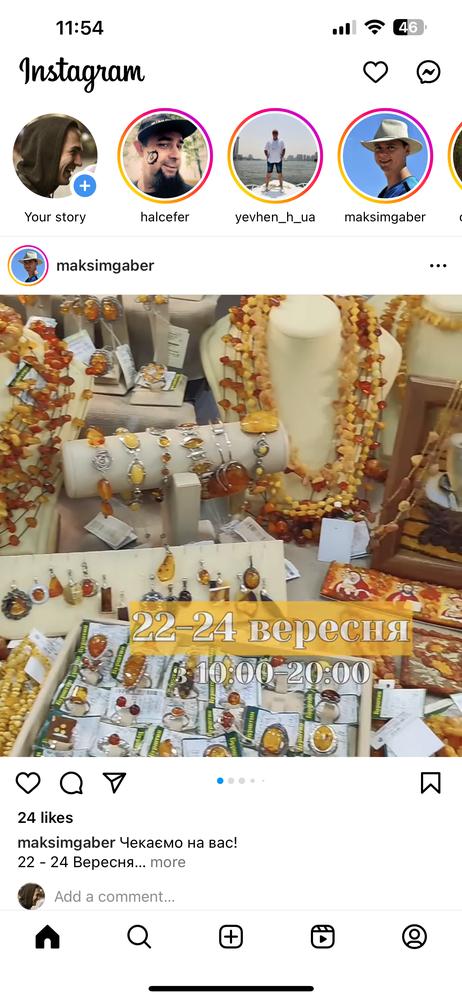 11:54
46
Instagram
Your story
halcefer
yevhen_h_ua
maksimgaber
maksimgaber
22–24 вересня
з 10:00–20:00
24 likes
maksimgaber Чекаємо на вас!
22 - 24 Вересня... more
Add a comment...